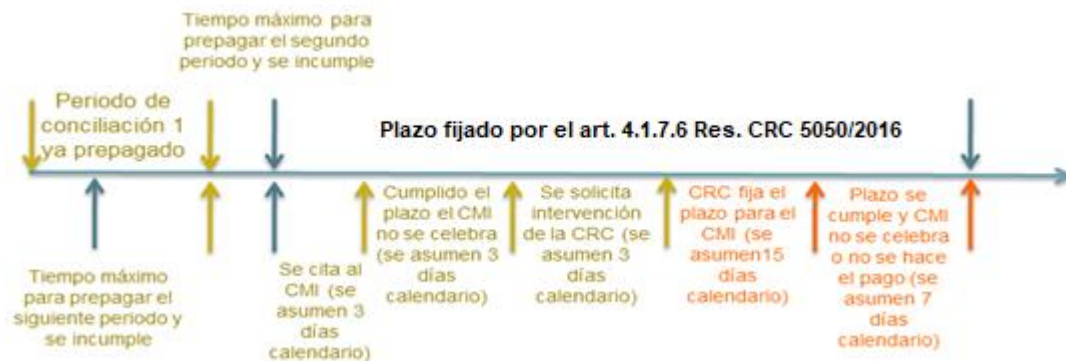 Tiempo máximo para
prepagar el segundo
periodo y se incumple
Periodo de
conciliación 1
ya prepagado
Plazo fijado por el art. 4.1.7.6 Res. CRC 5050/2016
Tiempo máximo
para prepagar el
siguiente periodo y
se incumple
Se cita al
CMI (se
asumen 3
días
calendario)
Cumplido el
plazo el CMI
no se celebra
(se asumen 3
días
calendario)
Se solicita
intervención
de la CRC (se
asumen 3
días
calendario)
CRC fija el
plazo para el
CMI (se
asumen15
días
calendario)
Plazo se
cumple y CMI
no se celebra
o no se hace
el pago (se
asumen 7
días
calendario)